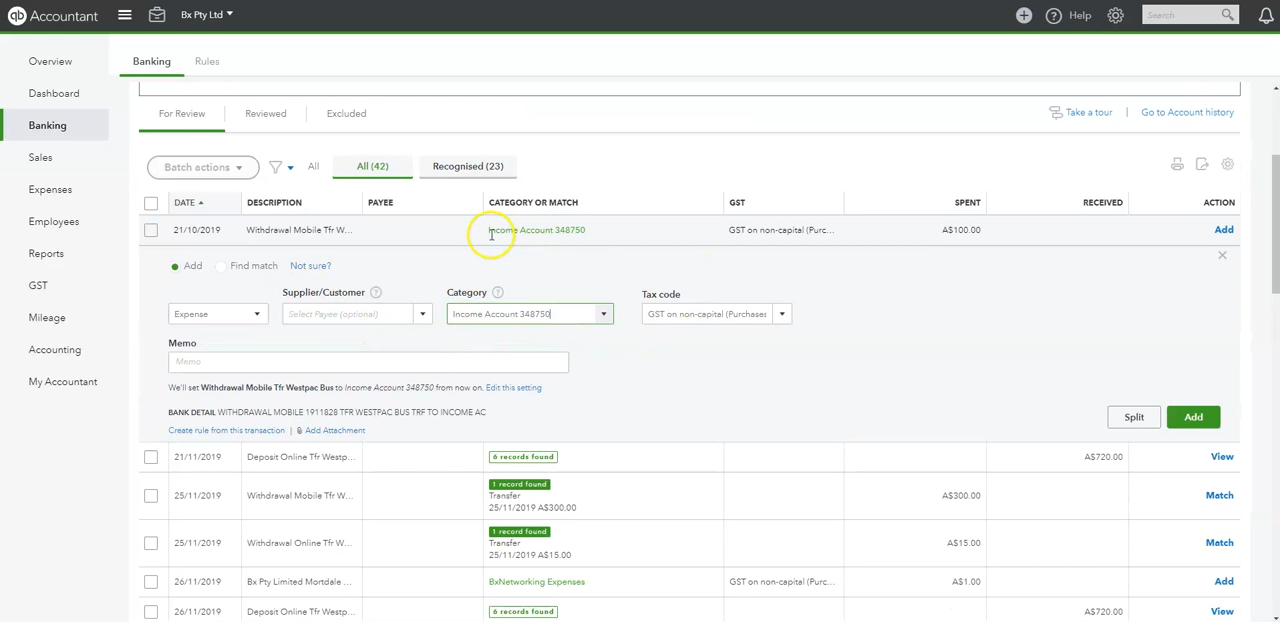 qb Accountant Bx Pty Ltd Help Search
Overview
Dashboard
Banking
Sales
Expenses
Employees
Reports
GST
Mileage
Accounting
My Accountant
Banking Rules
For Review Reviewed Excluded Take a tour | Go to Account history
Batch actions All All (42) Recognised (23)
DATE DESCRIPTION PAYEE CATEGORY OR MATCH GST SPENT RECEIVED ACTION
21/10/2019 Withdrawal Mobile Tfr W... Income Account 348750 GST on non-capital (Purc... A$100.00 Add
Add Find match Not sure?
Supplier/Customer Category Tax code
Expense Select Payee (optional) Income Account 348750 GST on non-capital (Purchases
Memo
Memo
We'll set Withdrawal Mobile Tfr Westpac Bus to Income Account 348750 from now on. Edit this setting
BANK DETAIL WITHDRAWAL MOBILE 1911828 TFR WESTPAC BUS TRF TO INCOME AC
Split Add
Create rule from this transaction | Add Attachment
21/11/2019 Deposit Online Tfr Westp... 6 records found A$720.00 View
1 record found
25/11/2019 Withdrawal Mobile Tfr W... Transfer A$300.00 Match
25/11/2019 A$300.00
1 record found
25/11/2019 Withdrawal Online Tfr W... Transfer A$15.00 Match
25/11/2019 A$15.00
26/11/2019 Bx Pty Limited Mortdale ... BxNetworking Expenses GST on non-capital (Purc... A$1.00 Add
26/11/2019 Deposit Online Tfr Westp... 6 records found A$720.00 View